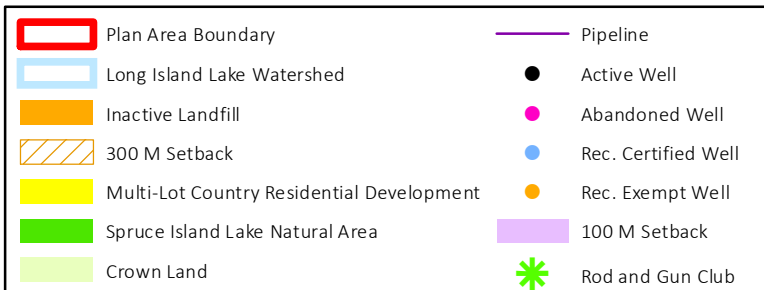 Plan Area Boundary
Long Island Lake Watershed
Inactive Landfill
300 M Setback
Multi-Lot Country Residential Development
Spruce Island Lake Natural Area
Crown Land
Pipeline
Active Well
Abandoned Well
Rec. Certified Well
Rec. Exempt Well
100 M Setback
Rod and Gun Club